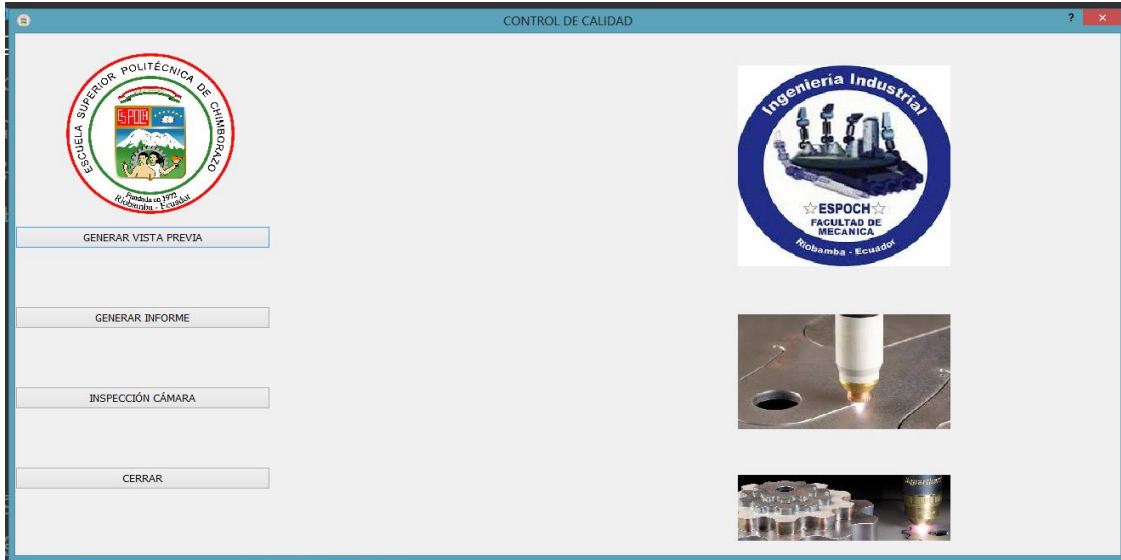 CONTROL DE CALIDAD
?
ESCUELA SUPERIOR POLITÉCNICA DE CHIMBORAZO
ESPOCH
Fundada en 1972
Riobamba - Ecuador
GENERAR VISTA PREVIA
GENERAR INFORME
INSPECCIÓN CÁMARA
CERRAR
Ingeniería Industrial
☆ESPOCH☆
FACULTAD DE
MECANICA
Riobamba - Ecuador